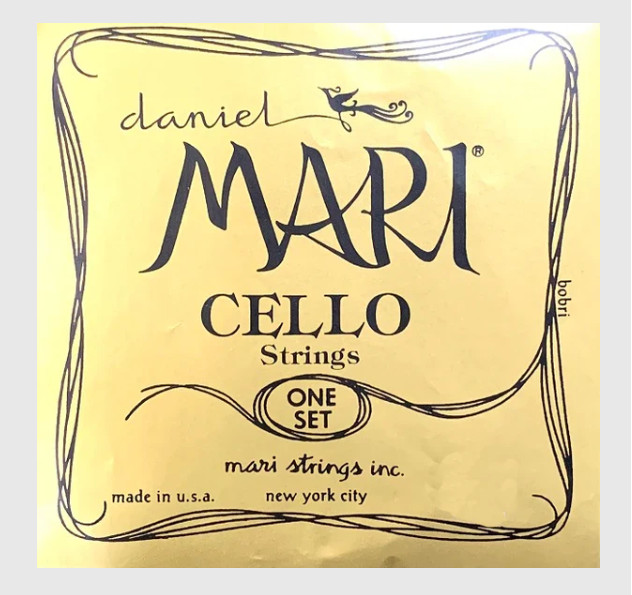 daniel
MARI®
CELLO
Strings
ONE
SET
mari strings inc.
made in u.s.a.
new york city
bobri